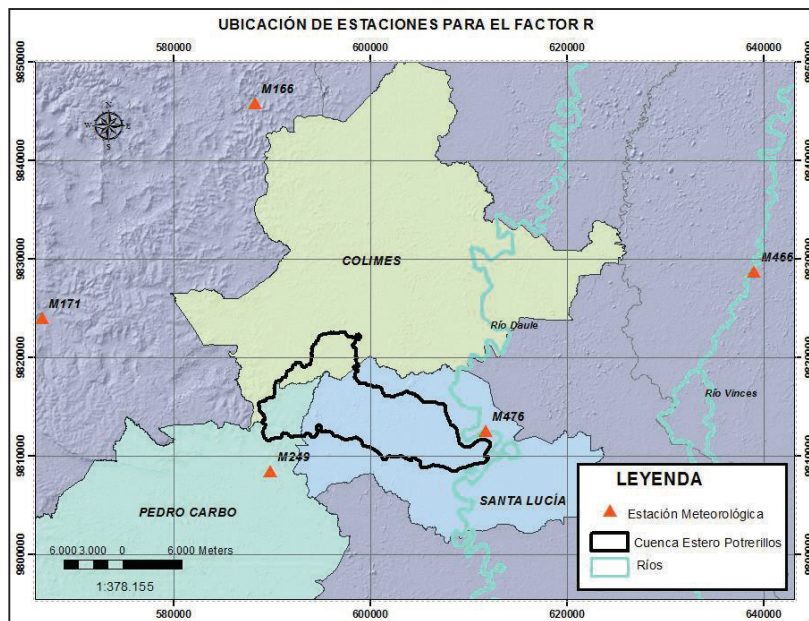 UBICACIÓN DE ESTACIONES PARA EL FACTOR R
580000 600000 620000 640000
9850000 9850000
M166
N
W E
S
9840000 9840000
COLIMES
M466
9830000 9830000
M171
Río Daule
9820000 9820000
Río Vinces
M476
M249
9810000 9810000
PEDRO CARBO
SANTA LUCÍA
LEYENDA
Estación Meteorológica
Cuenca Estero Potrerillos
Ríos
6.000 3.000 0 6.000 Meters
1:378.155
9800000 9800000
580000 600000 620000 640000